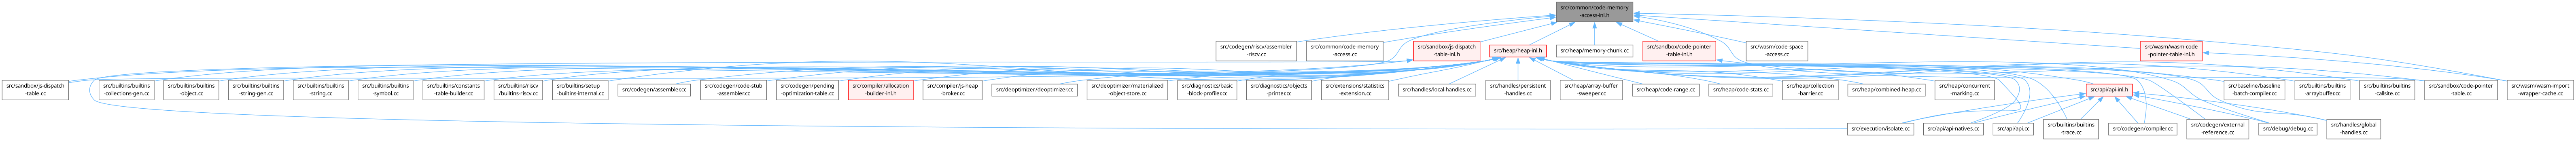 src/common/code-memory
-access-inl.h
src/codegen/riscv/assembler
-riscv.cc
src/common/code-memory
-access.cc
src/sandbox/js-dispatch
-table-inl.h
src/heap/heap-inl.h
src/heap/memory-chunk.cc
src/sandbox/code-pointer
-table-inl.h
src/wasm/code-space
-access.cc
src/wasm/wasm-code
-pointer-table-inl.h
src/sandbox/js-dispatch
-table.cc
src/builtins/builtins
-collections-gen.cc
src/builtins/builtins
-object.cc
src/builtins/builtins
-string-gen.cc
src/builtins/builtins
-string.cc
src/builtins/builtins
-symbol.cc
src/builtins/constants
-table-builder.cc
src/builtins/riscv
/builtins-riscv.cc
src/builtins/setup
-builtins-internal.cc
src/codegen/assembler.cc
src/codegen/code-stub
-assembler.cc
src/codegen/pending
-optimization-table.cc
src/compiler/allocation
-builder-inl.h
src/compiler/js-heap
-broker.cc
src/deoptimizer/deoptimizer.cc
src/deoptimizer/materialized
-object-store.cc
src/diagnostics/basic
-block-profiler.cc
src/diagnostics/objects
-printer.cc
src/extensions/statistics
-extension.cc
src/handles/local-handles.cc
src/handles/persistent
-handles.cc
src/heap/array-buffer
-sweeper.cc
src/heap/code-range.cc
src/heap/code-stats.cc
src/heap/collection
-barrier.cc
src/heap/combined-heap.cc
src/heap/concurrent
-marking.cc
src/api/api-inl.h
src/baseline/baseline
-batch-compiler.cc
src/builtins/builtins
-arraybuffer.cc
src/builtins/builtins
-callsite.cc
src/sandbox/code-pointer
-table.cc
src/wasm/wasm-import
-wrapper-cache.cc
src/execution/isolate.cc
src/api/api-natives.cc
src/api/api.cc
src/builtins/builtins
-trace.cc
src/codegen/compiler.cc
src/codegen/external
-reference.cc
src/debug/debug.cc
src/handles/global
-handles.cc